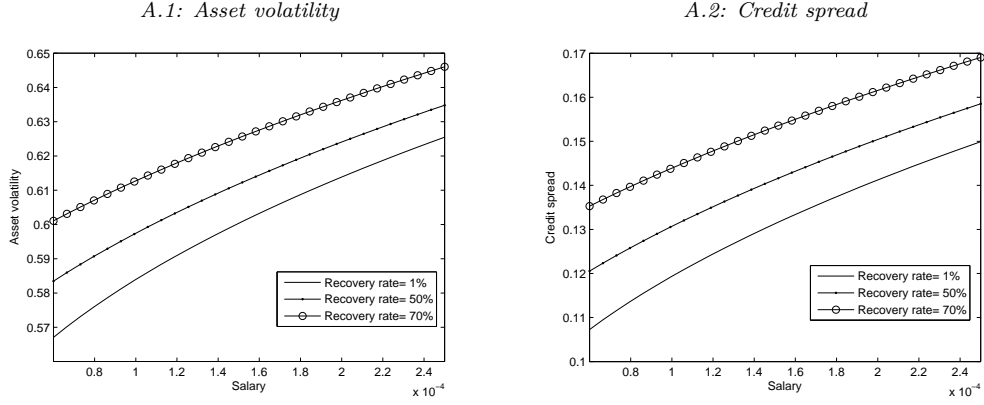 A.1: Asset volatility
0.65
0.64
0.63
0.62
0.61
0.6
0.59
0.58
0.57
Asset volatility
Recovery rate= 1%
Recovery rate= 50%
Recovery rate= 70%
0.8 1 1.2 1.4 1.6 1.8 2 2.2 2.4
Salary
x 10⁻⁴
A.2: Credit spread
0.17
0.16
0.15
0.14
0.13
0.12
0.11
0.1
Credit spread
Recovery rate= 1%
Recovery rate= 50%
Recovery rate= 70%
0.8 1 1.2 1.4 1.6 1.8 2 2.2 2.4
Salary
x 10⁻⁴